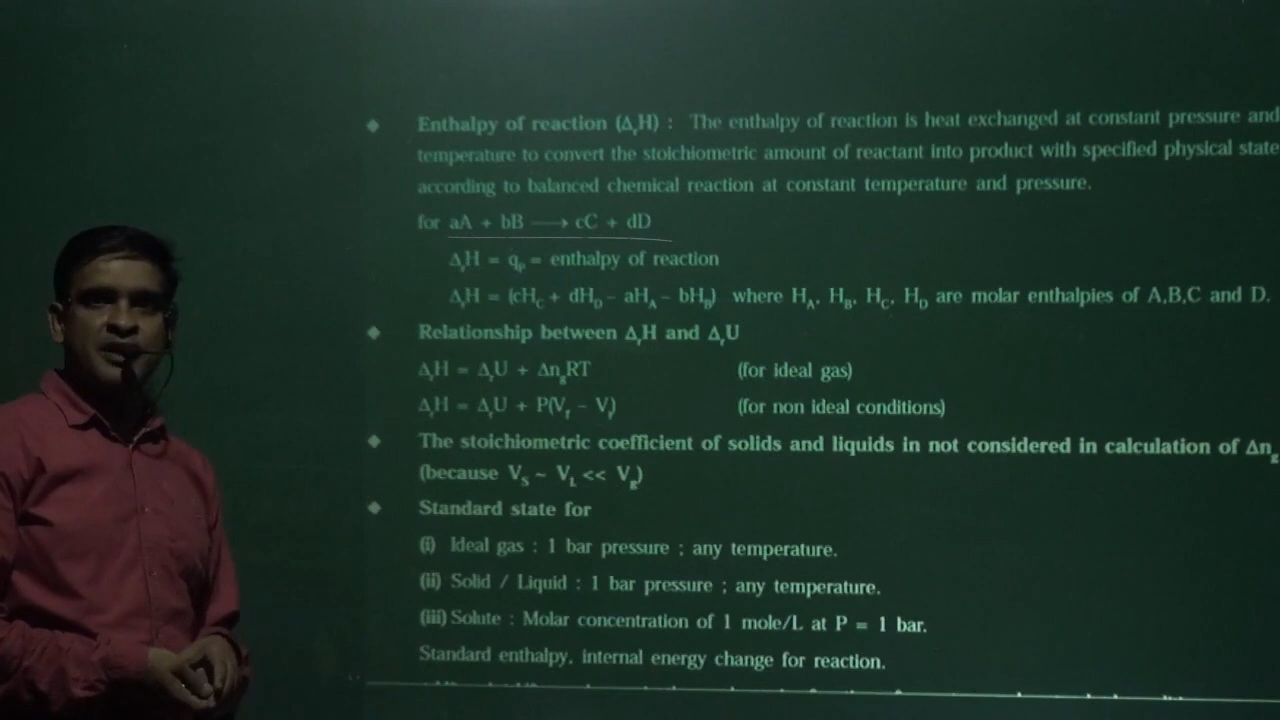 ◆ Enthalpy of reaction (ΔᵣH) : The enthalpy of reaction is heat exchanged at constant pressure and
temperature to convert the stoichiometric amount of reactant into product with specified physical state
according to balanced chemical reaction at constant temperature and pressure.
for aA + bB ⟶ cC + dD
ΔᵣH = qₚ = enthalpy of reaction
ΔᵣH = (cH_C + dH_D – aH_A – bH_B) where H_A, H_B, H_C, H_D are molar enthalpies of A,B,C and D.
◆ Relationship between ΔᵣH and ΔᵣU
ΔᵣH = ΔᵣU + Δn_gRT (for ideal gas)
ΔᵣH = ΔᵣU + P(V_f – V_i) (for non ideal conditions)
◆ The stoichiometric coefficient of solids and liquids in not considered in calculation of Δn_g
(because V_S ~ V_L << V_g)
◆ Standard state for
(i) Ideal gas : 1 bar pressure ; any temperature.
(ii) Solid / Liquid : 1 bar pressure ; any temperature.
(iii) Solute : Molar concentration of 1 mole/L at P = 1 bar.
Standard enthalpy, internal energy change for reaction.